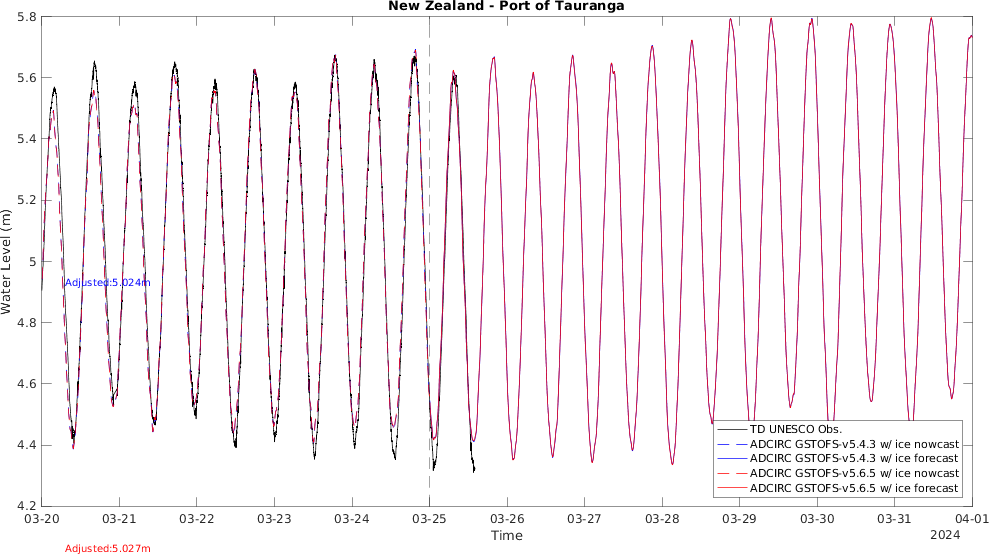 New Zealand - Port of Tauranga
5.8
5.6
5.4
5.2
5
4.8
4.6
4.4
4.2
Water Level (m)
Adjusted:5.024m
TD UNESCO Obs.
ADCIRC GSTOFS-v5.4.3 w/ ice nowcast
ADCIRC GSTOFS-v5.4.3 w/ ice forecast
ADCIRC GSTOFS-v5.6.5 w/ ice nowcast
ADCIRC GSTOFS-v5.6.5 w/ ice forecast
03-20 03-21 03-22 03-23 03-24 03-25 03-26 03-27 03-28 03-29 03-30 03-31 04-01
Time
2024
Adjusted:5.027m